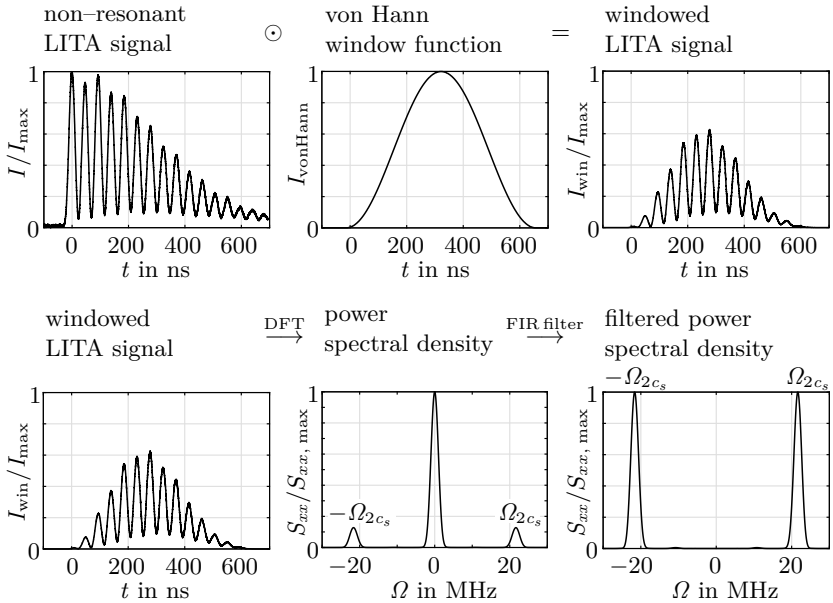 non–resonant
LITA signal
⊙
von Hann
window function
=
windowed
LITA signal
I/I_max
1
0
0 200 400 600
t in ns
I_vonHann
1
0
0 200 400 600
t in ns
I_win/I_max
1
0
0 200 400 600
t in ns
windowed
LITA signal
DFT
⟶
power
spectral density
FIR filter
⟶
filtered power
spectral density
I_win/I_max
1
0
0 200 400 600
t in ns
S_xx/S_xx, max
1
0
−Ω_2c_s
Ω_2c_s
−20 0 20
Ω in MHz
−Ω_2c_s
Ω_2c_s
S_xx/S_xx, max
1
0
−20 0 20
Ω in MHz